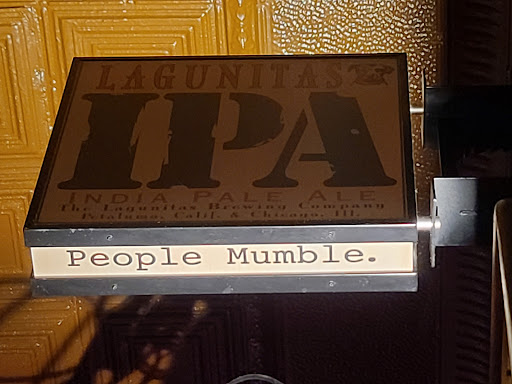 LAGUNITAS
IPA
INDIA PALE ALE
The Lagunitas Brewing Company
Petaluma, Calif. & Chicago, Ill.
People Mumble.